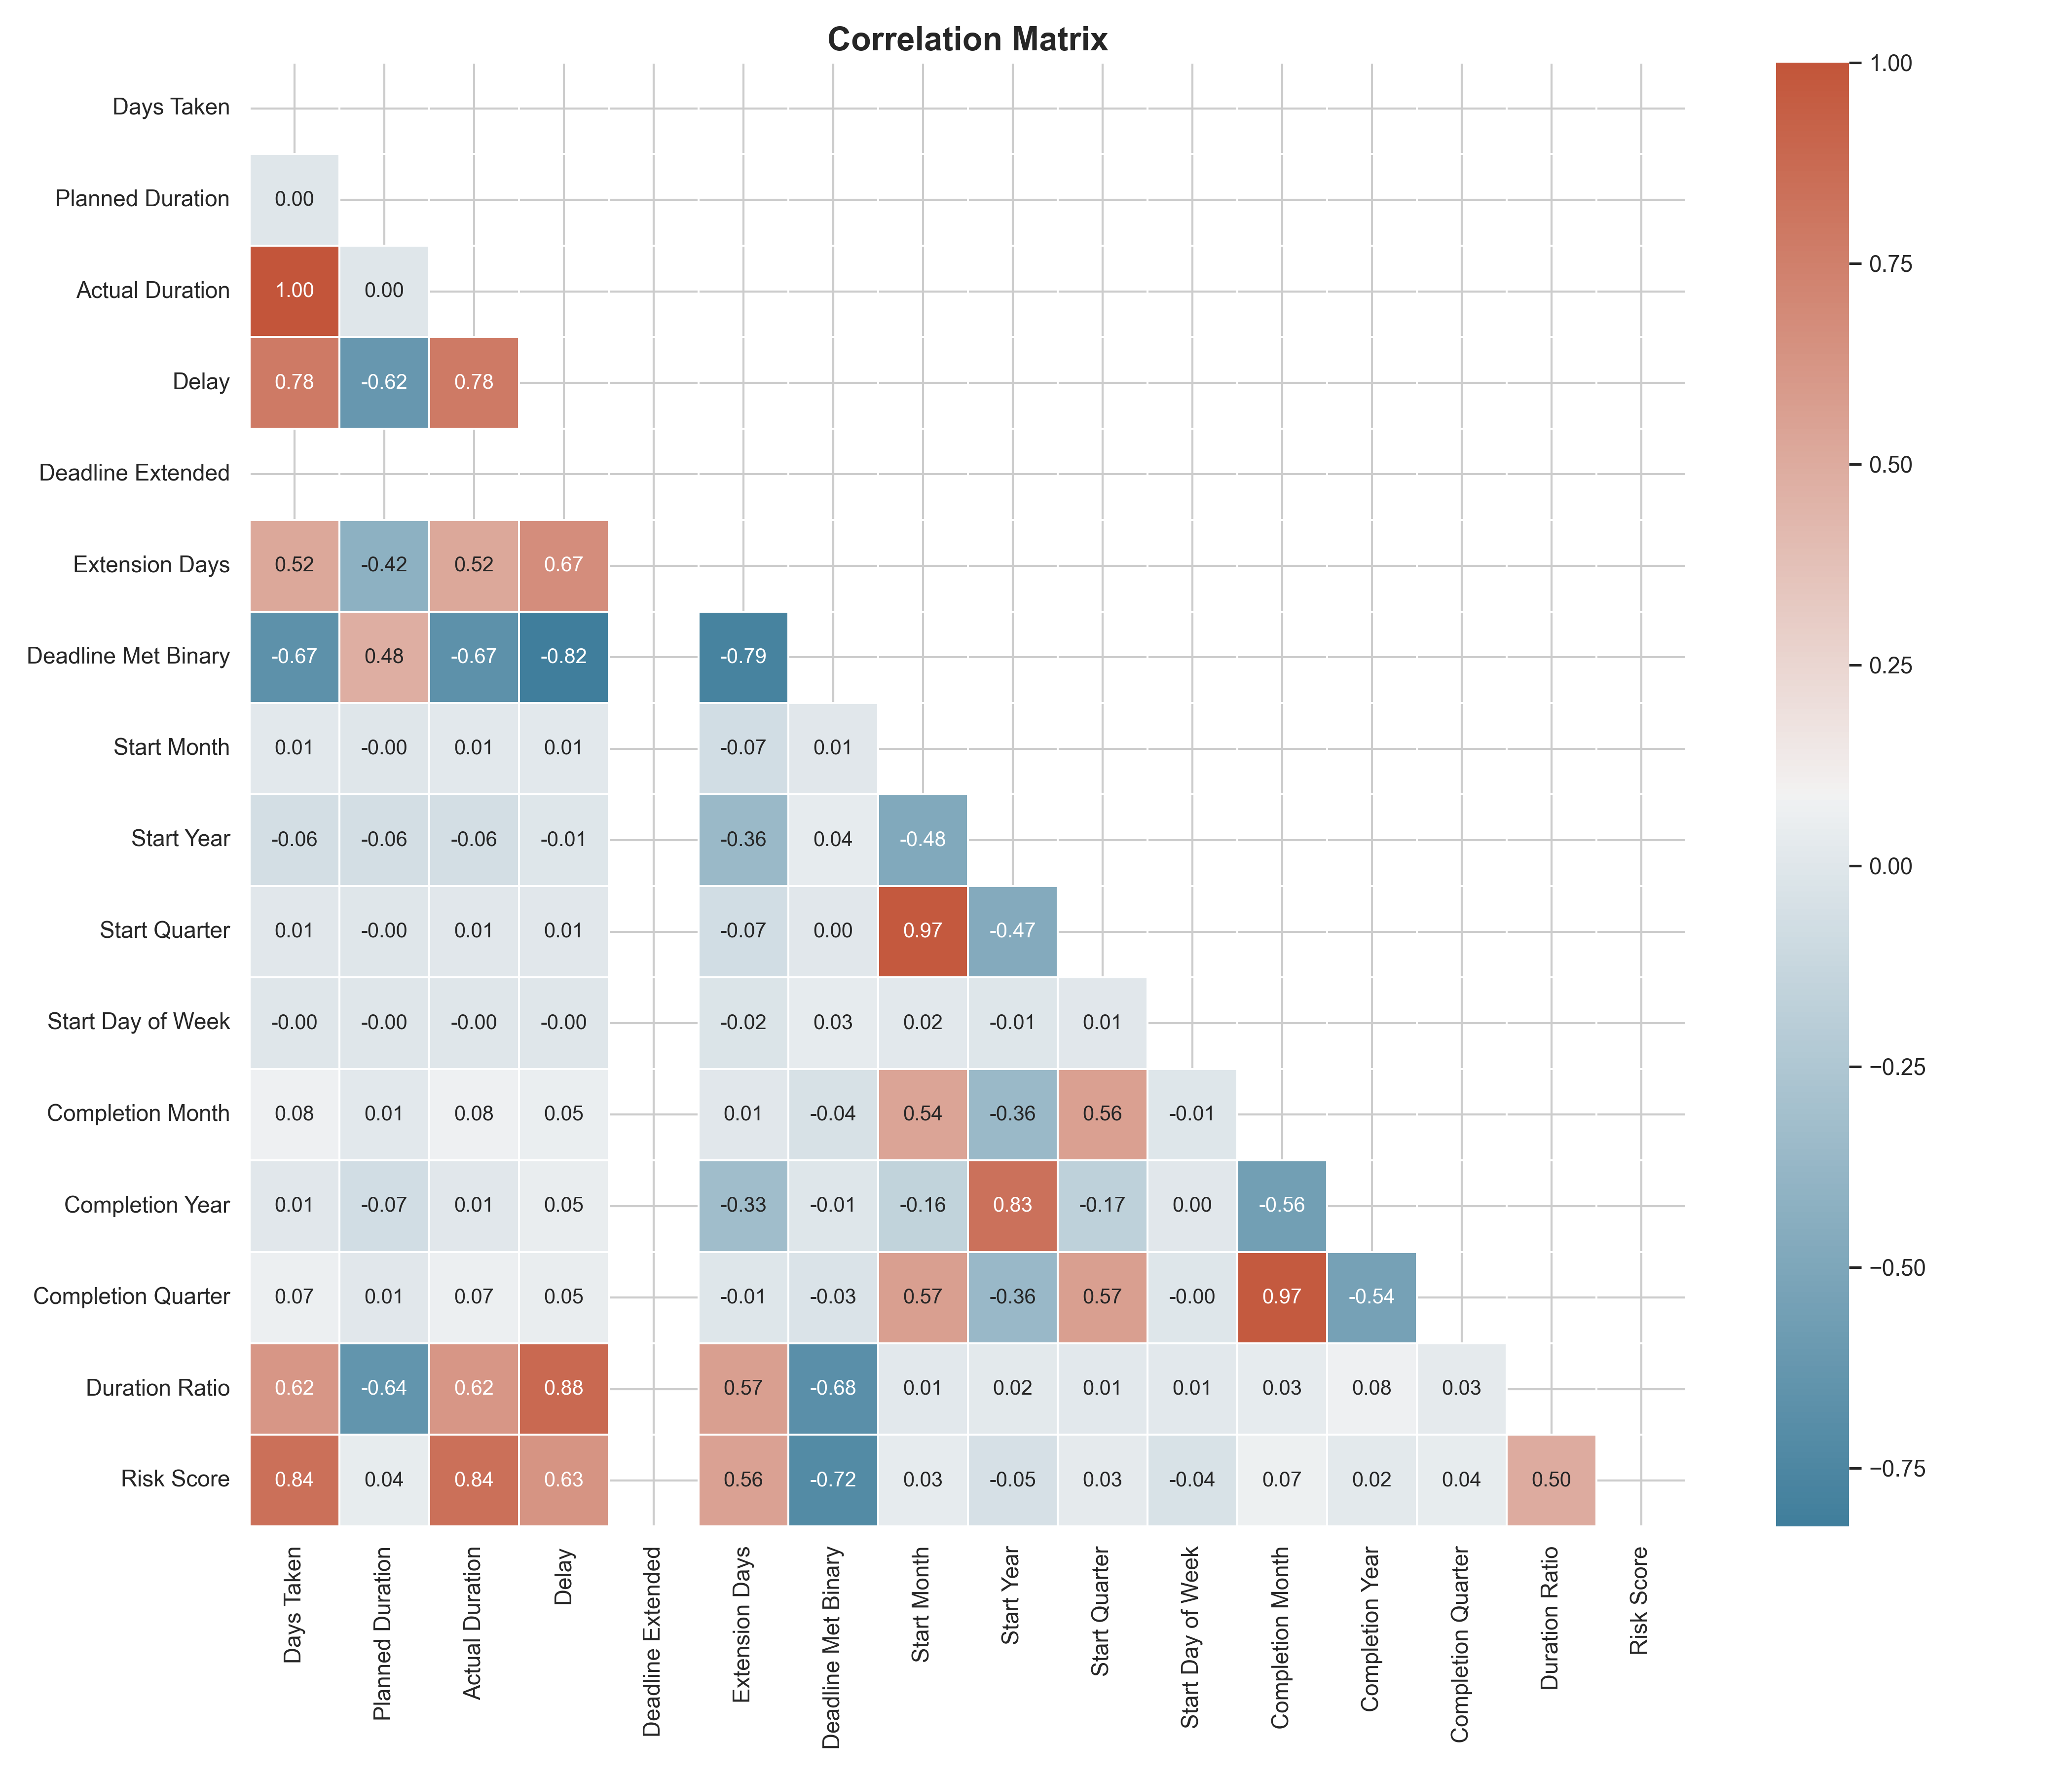 Correlation Matrix
Days Taken
Planned Duration 0.00
Actual Duration 1.00 0.00
Delay 0.78 -0.62 0.78
Deadline Extended
Extension Days 0.52 -0.42 0.52 0.67
Deadline Met Binary -0.67 0.48 -0.67 -0.82 -0.79
Start Month 0.01 -0.00 0.01 0.01 -0.07 0.01
Start Year -0.06 -0.06 -0.06 -0.01 -0.36 0.04 -0.48
Start Quarter 0.01 -0.00 0.01 0.01 -0.07 0.00 0.97 -0.47
Start Day of Week -0.00 -0.00 -0.00 -0.00 -0.02 0.03 0.02 -0.01 0.01
Completion Month 0.08 0.01 0.08 0.05 0.01 -0.04 0.54 -0.36 0.56 -0.01
Completion Year 0.01 -0.07 0.01 0.05 -0.33 -0.01 -0.16 0.83 -0.17 0.00 -0.56
Completion Quarter 0.07 0.01 0.07 0.05 -0.01 -0.03 0.57 -0.36 0.57 -0.00 0.97 -0.54
Duration Ratio 0.62 -0.64 0.62 0.88 0.57 -0.68 0.01 0.02 0.01 0.01 0.03 0.08 0.03
Risk Score 0.84 0.04 0.84 0.63 0.56 -0.72 0.03 -0.05 0.03 -0.04 0.07 0.02 0.04 0.50
Days Taken
Planned Duration
Actual Duration
Delay
Deadline Extended
Extension Days
Deadline Met Binary
Start Month
Start Year
Start Quarter
Start Day of Week
Completion Month
Completion Year
Completion Quarter
Duration Ratio
Risk Score
1.00
0.75
0.50
0.25
0.00
−0.25
−0.50
−0.75